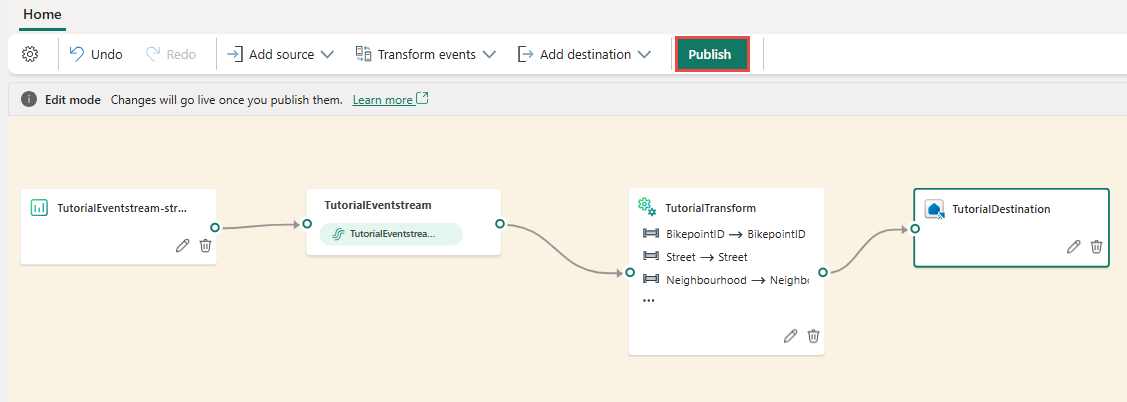 Home
Undo Redo Add source Transform events Add destination Publish
Edit mode Changes will go live once you publish them. Learn more
TutorialEventstream-str...
TutorialEventstream
TutorialEventstrea...
TutorialTransform
BikepointID → BikepointID
Street → Street
Neighbourhood → Neighbo
...
TutorialDestination